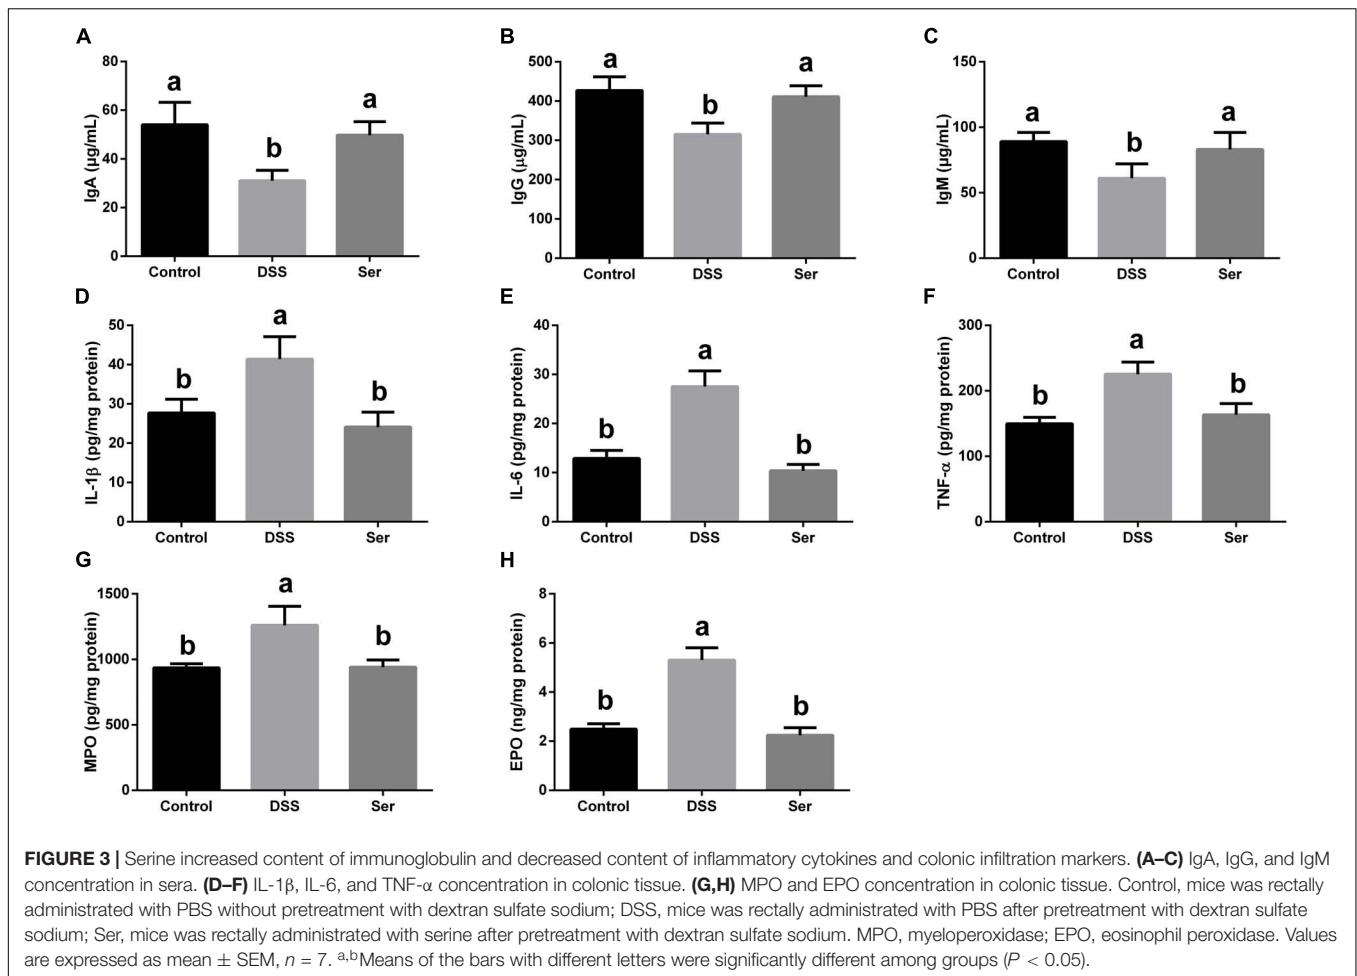 A
B
C
80
60
40
20
0
IgA (μg/mL)
a
b
a
Control DSS Ser
500
400
300
200
100
0
IgG (μg/mL)
a
b
a
Control DSS Ser
150
100
50
0
IgM (μg/mL)
a
b
a
Control DSS Ser
D
E
F
50
40
30
20
10
0
IL-1β (pg/mg protein)
b
a
b
Control DSS Ser
40
30
20
10
0
IL-6 (pg/mg protein)
b
a
b
Control DSS Ser
300
200
100
0
TNF-α (pg/mg protein)
b
a
b
Control DSS Ser
G
H
1500
1000
500
0
MPO (pg/mg protein)
b
a
b
Control DSS Ser
8
6
4
2
0
EPO (ng/mg protein)
b
a
b
Control DSS Ser
FIGURE 3 | Serine increased content of immunoglobulin and decreased content of inflammatory cytokines and colonic infiltration markers. (A–C) IgA, IgG, and IgM
concentration in sera. (D–F) IL-1β, IL-6, and TNF-α concentration in colonic tissue. (G,H) MPO and EPO concentration in colonic tissue. Control, mice was rectally
administrated with PBS without pretreatment with dextran sulfate sodium; DSS, mice was rectally administrated with PBS after pretreatment with dextran sulfate
sodium; Ser, mice was rectally administrated with serine after pretreatment with dextran sulfate sodium. MPO, myeloperoxidase; EPO, eosinophil peroxidase. Values
are expressed as mean ± SEM, n = 7. a,bMeans of the bars with different letters were significantly different among groups (P < 0.05).